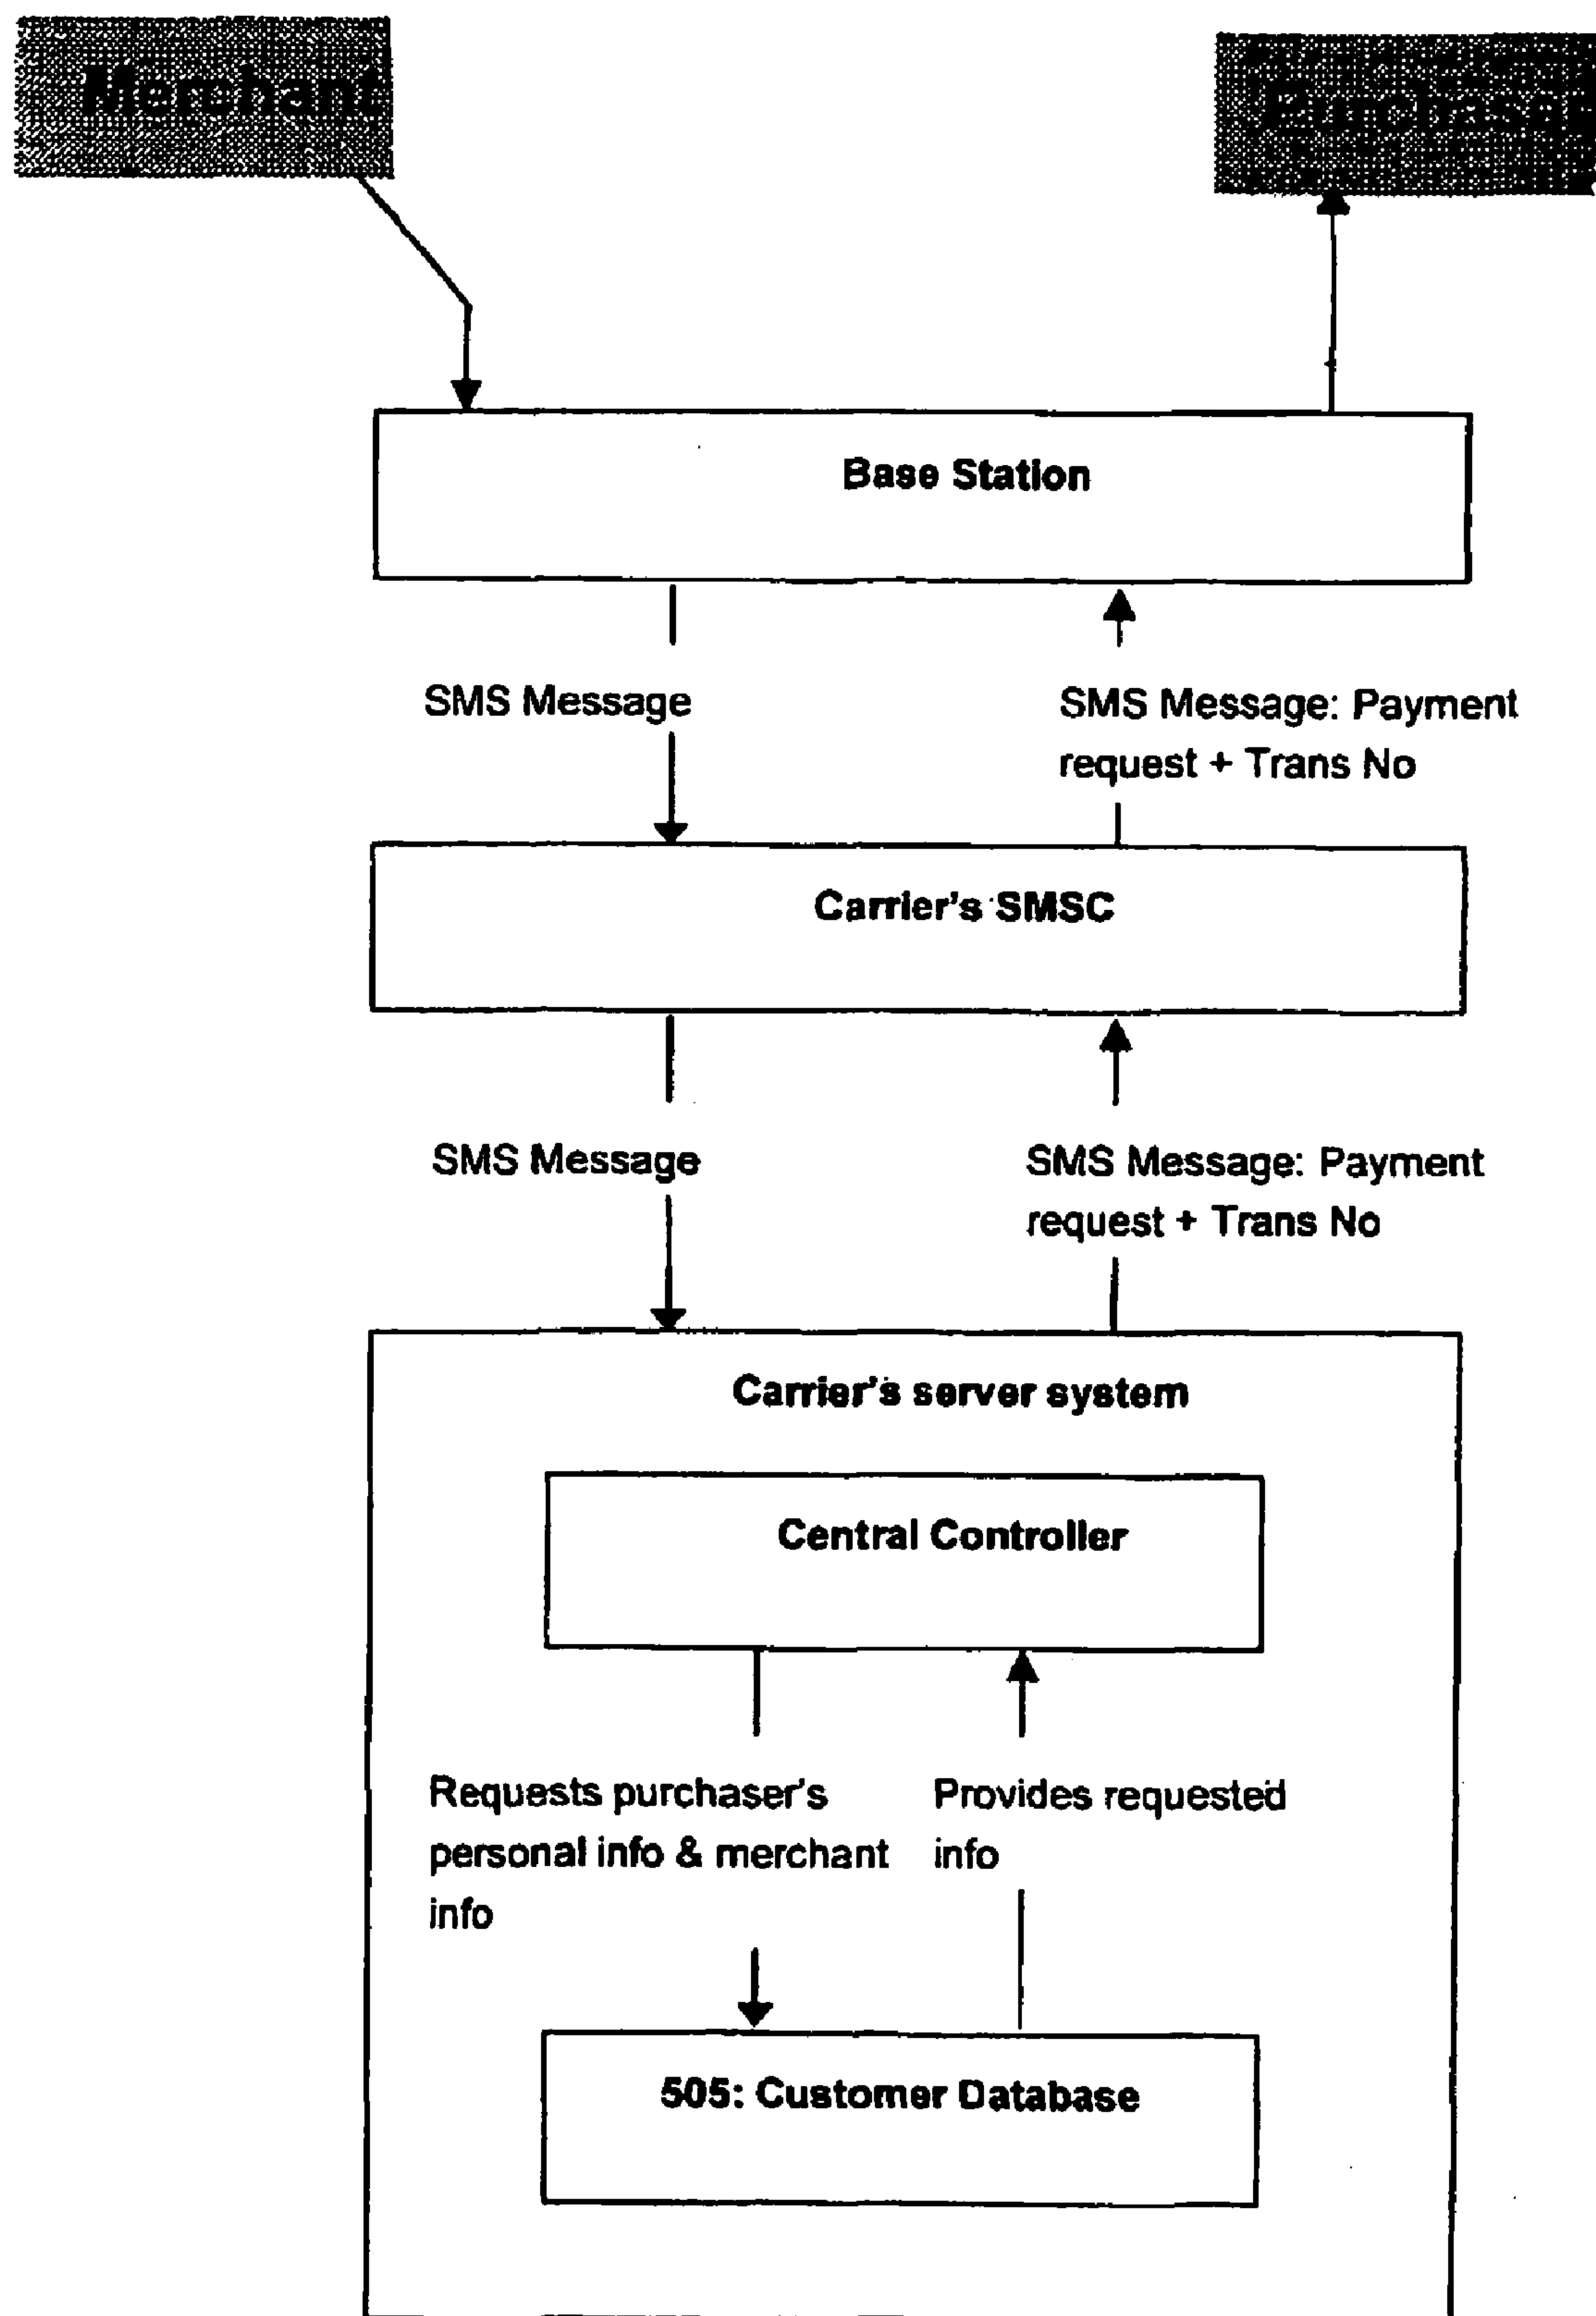 Merchant
Purchase
Base Station
SMS Message
SMS Message: Payment
request + Trans No
Carrier's SMSC
SMS Message
SMS Message: Payment
request + Trans No
Carrier's server system
Central Controller
Requests purchaser's
personal info & merchant
info
Provides requested
info
505: Customer Database